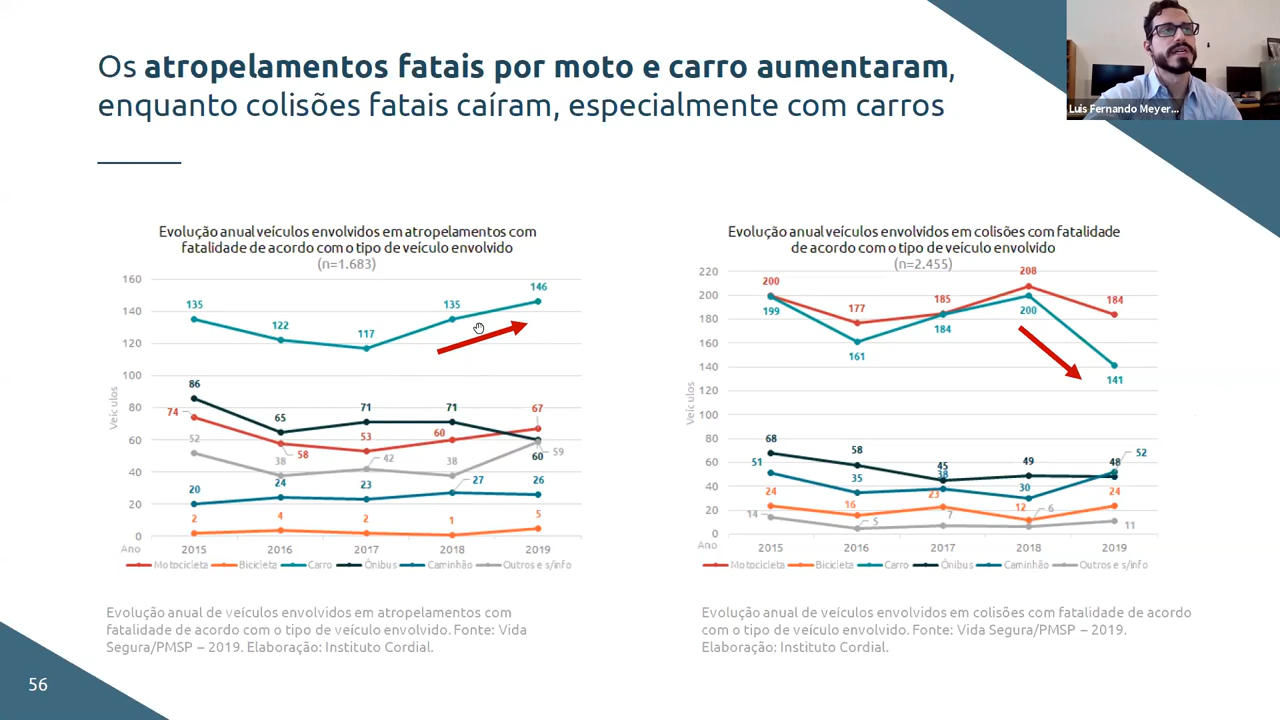 Os atropelamentos fatais por moto e carro aumentaram,
enquanto colisões fatais caíram, especialmente com carros
Luis Fernando Meyer...
Evolução anual veículos envolvidos em atropelamentos com
fatalidade de acordo com o tipo de veículo envolvido
(n=1.683)
160
140
120
100
80
60
40
20
0
Veículos
135 122 117 135 146
86 65 71 71 60
74 58 53 60 67
52 38 42 38 59
20 24 23 27 26
2 4 2 1 5
Ano 2015 2016 2017 2018 2019
Motocicleta Bicicleta Carro Ônibus Caminhão Outros e s/info
Evolução anual de veículos envolvidos em atropelamentos com
fatalidade de acordo com o tipo de veículo envolvido. Fonte: Vida
Segura/PMSP – 2019. Elaboração: Instituto Cordial.
Evolução anual veículos envolvidos em colisões com fatalidade
de acordo com o tipo de veículo envolvido
(n=2.455)
220
200
180
160
140
120
100
80
60
40
20
0
Veículos
200 177 185 208 184
199 161 184 200 141
68 58 45 49 48
51 35 38 30 52
24 16 23 12 24
14 5 7 6 11
Ano 2015 2016 2017 2018 2019
Motocicleta Bicicleta Carro Ônibus Caminhão Outros e s/info
Evolução anual de veículos envolvidos em colisões com fatalidade de acordo
com o tipo de veículo envolvido. Fonte: Vida Segura/PMSP – 2019.
Elaboração: Instituto Cordial.
56